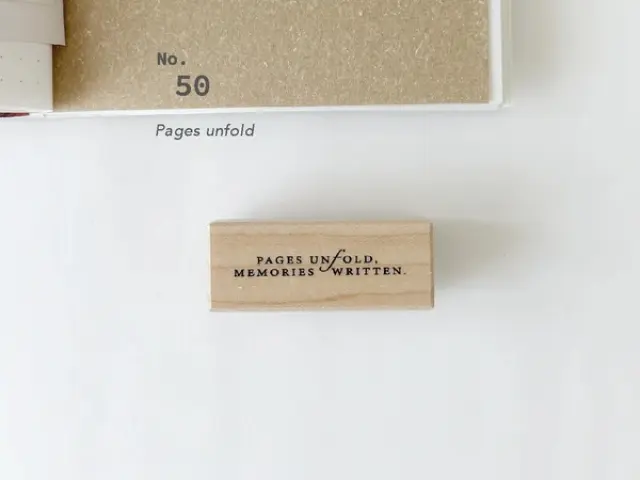 No.
50
Pages unfold
PAGES UNfOLD,
MEMORIES WRITTEN.